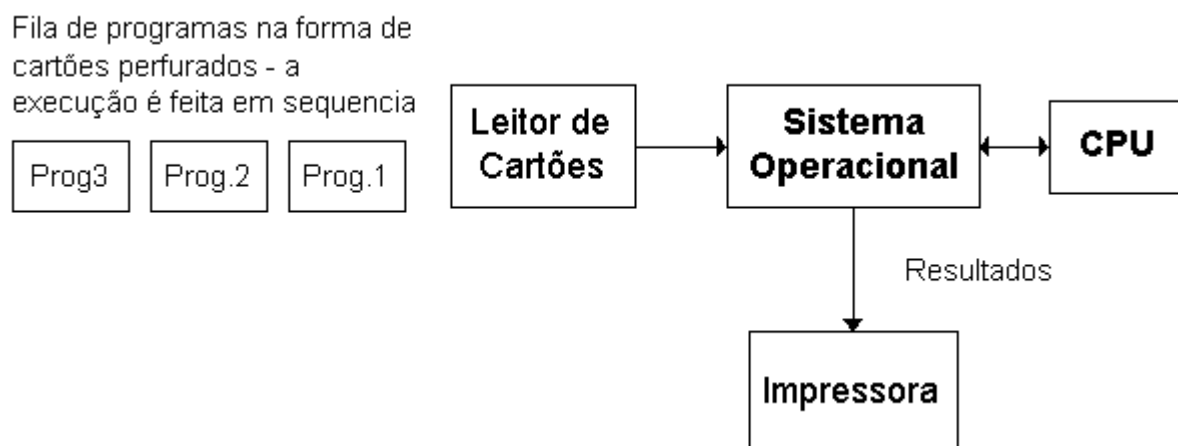 Fila de programas na forma de
cartões perfurados - a
execução é feita em sequencia
Prog3
Prog.2
Prog.1
Leitor de
Cartões
Sistema
Operacional
CPU
Resultados
Impressora